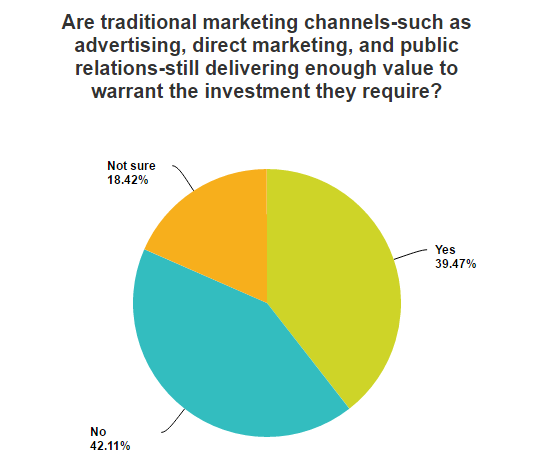 Are traditional marketing channels-such as
advertising, direct marketing, and public
relations-still delivering enough value to
warrant the investment they require?
Not sure
18.42%
Yes
39.47%
No
42.11%